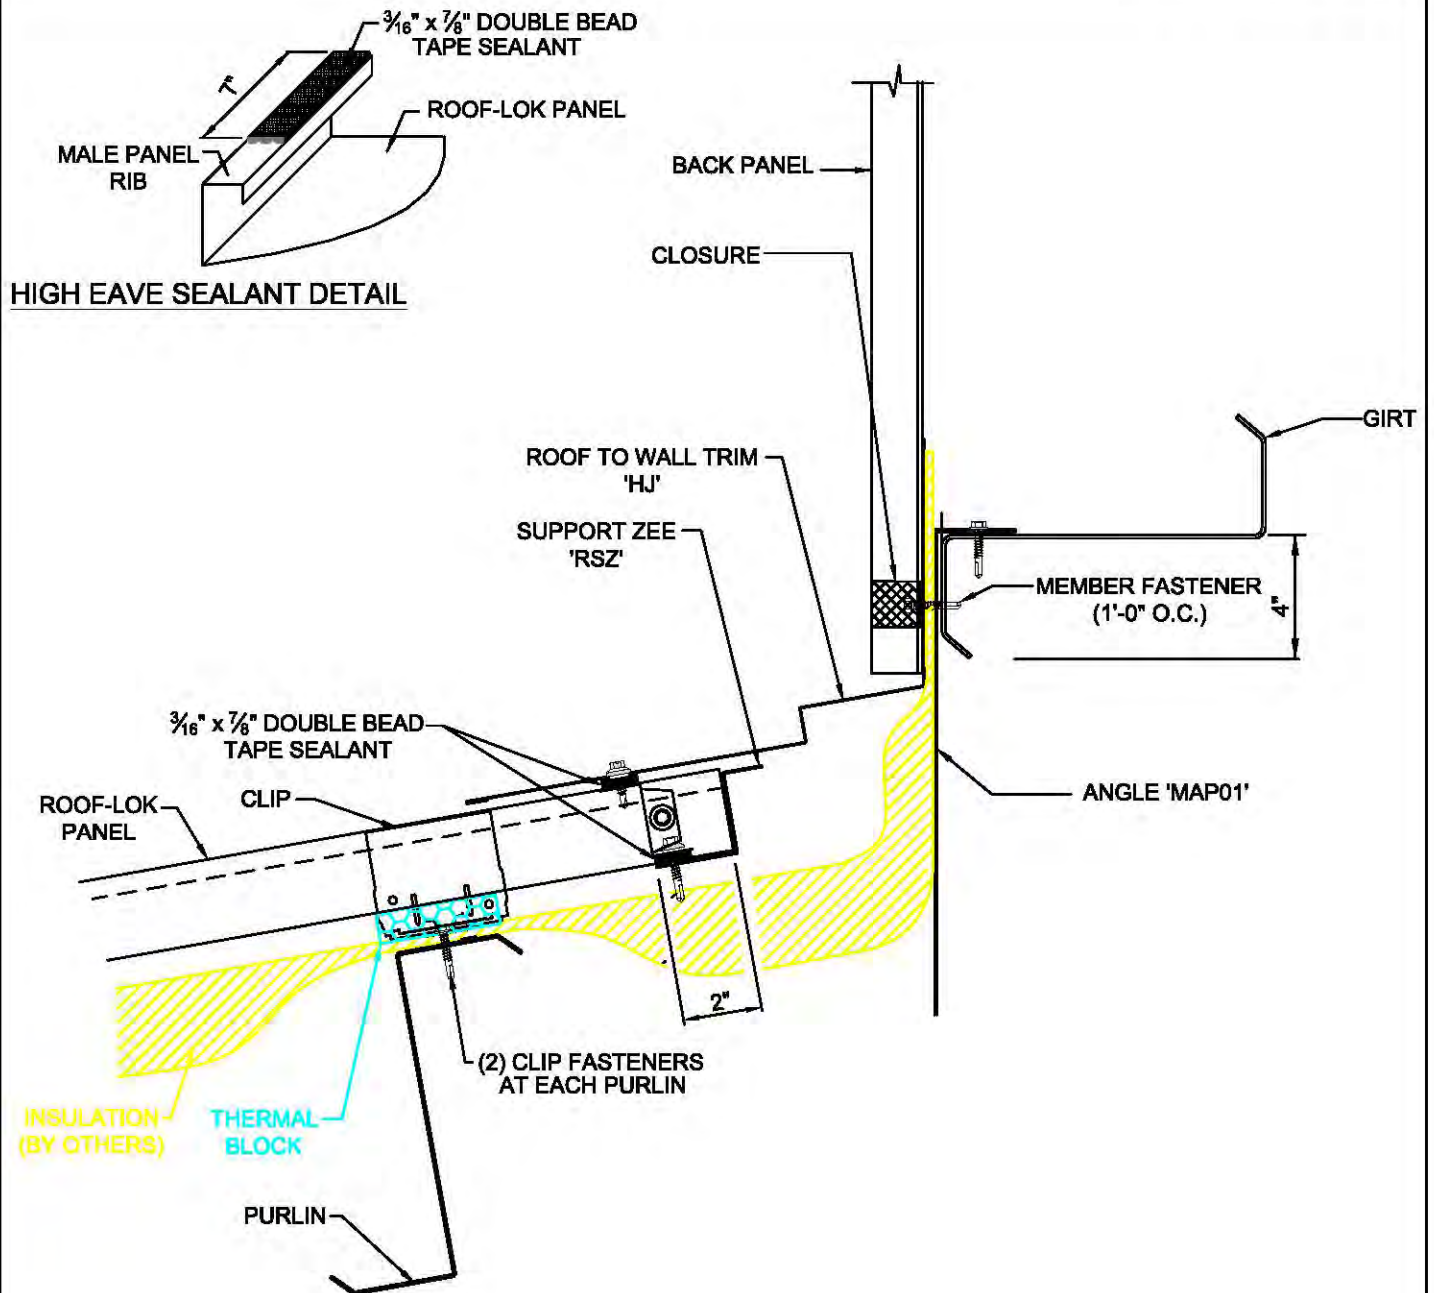 3/16" x 7/8" DOUBLE BEAD
TAPE SEALANT
7"
ROOF-LOK PANEL
MALE PANEL
RIB
HIGH EAVE SEALANT DETAIL
BACK PANEL
CLOSURE
GIRT
ROOF TO WALL TRIM
'HJ'
SUPPORT ZEE
'RSZ'
MEMBER FASTENER
(1'-0" O.C.)
4"
3/16" x 7/8" DOUBLE BEAD
TAPE SEALANT
ROOF-LOK
PANEL
CLIP
ANGLE 'MAP01'
2"
(2) CLIP FASTENERS
AT EACH PURLIN
INSULATION
(BY OTHERS)
THERMAL
BLOCK
PURLIN